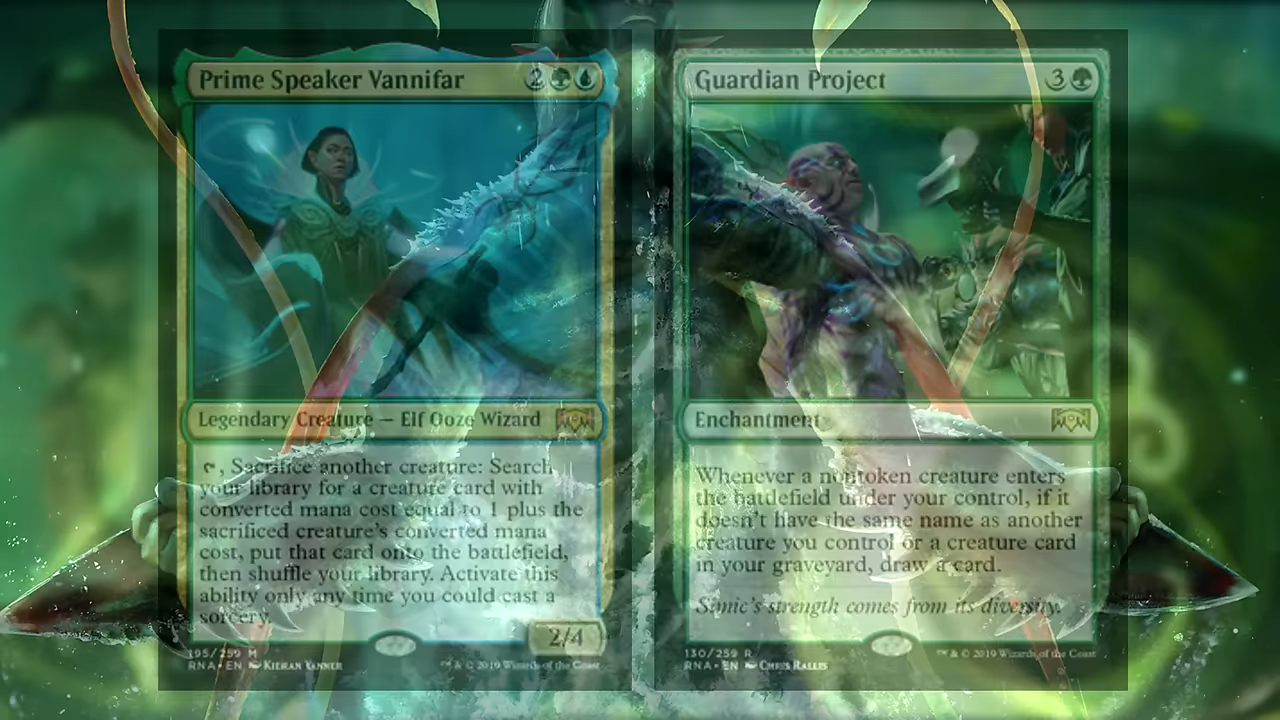 Prime Speaker Vannifar 2
Legendary Creature — Elf Ooze Wizard
, Sacrifice another creature: Search
your library for a creature card with
converted mana cost equal to 1 plus the
sacrificed creature's converted mana
cost, put that card onto the battlefield,
then shuffle your library. Activate this
ability only any time you could cast a
sorcery.
2/4
195/259 M
RNA • EN Kieran Yanner
™ & © 2019 Wizards of the Coast
Guardian Project 3
Enchantment
Whenever a nontoken creature enters
the battlefield under your control, if it
doesn't have the same name as another
creature you control or a creature card
in your graveyard, draw a card.
Simic's strength comes from its diversity.
130/259 R
RNA • EN Chris Rallis
™ & © 2019 Wizards of the Coast